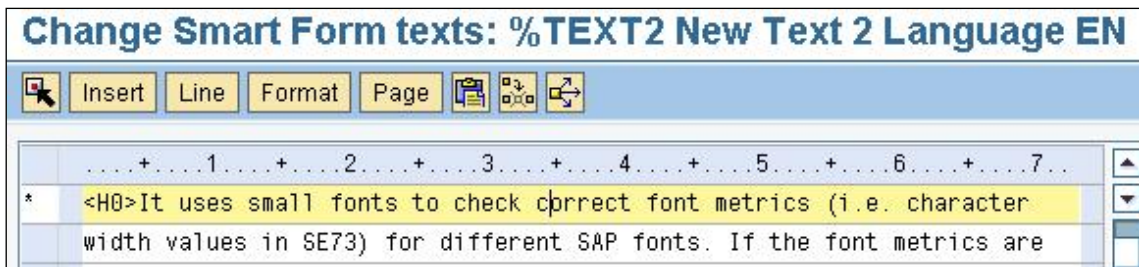 Change Smart Form texts: %TEXT2 New Text 2 Language EN
Insert Line Format Page
....+....1....+....2....+....3....+....4....+....5....+....6....+....7..
* <H0>It uses small fonts to check correct font metrics (i.e. character
width values in SE73) for different SAP fonts. If the font metrics are